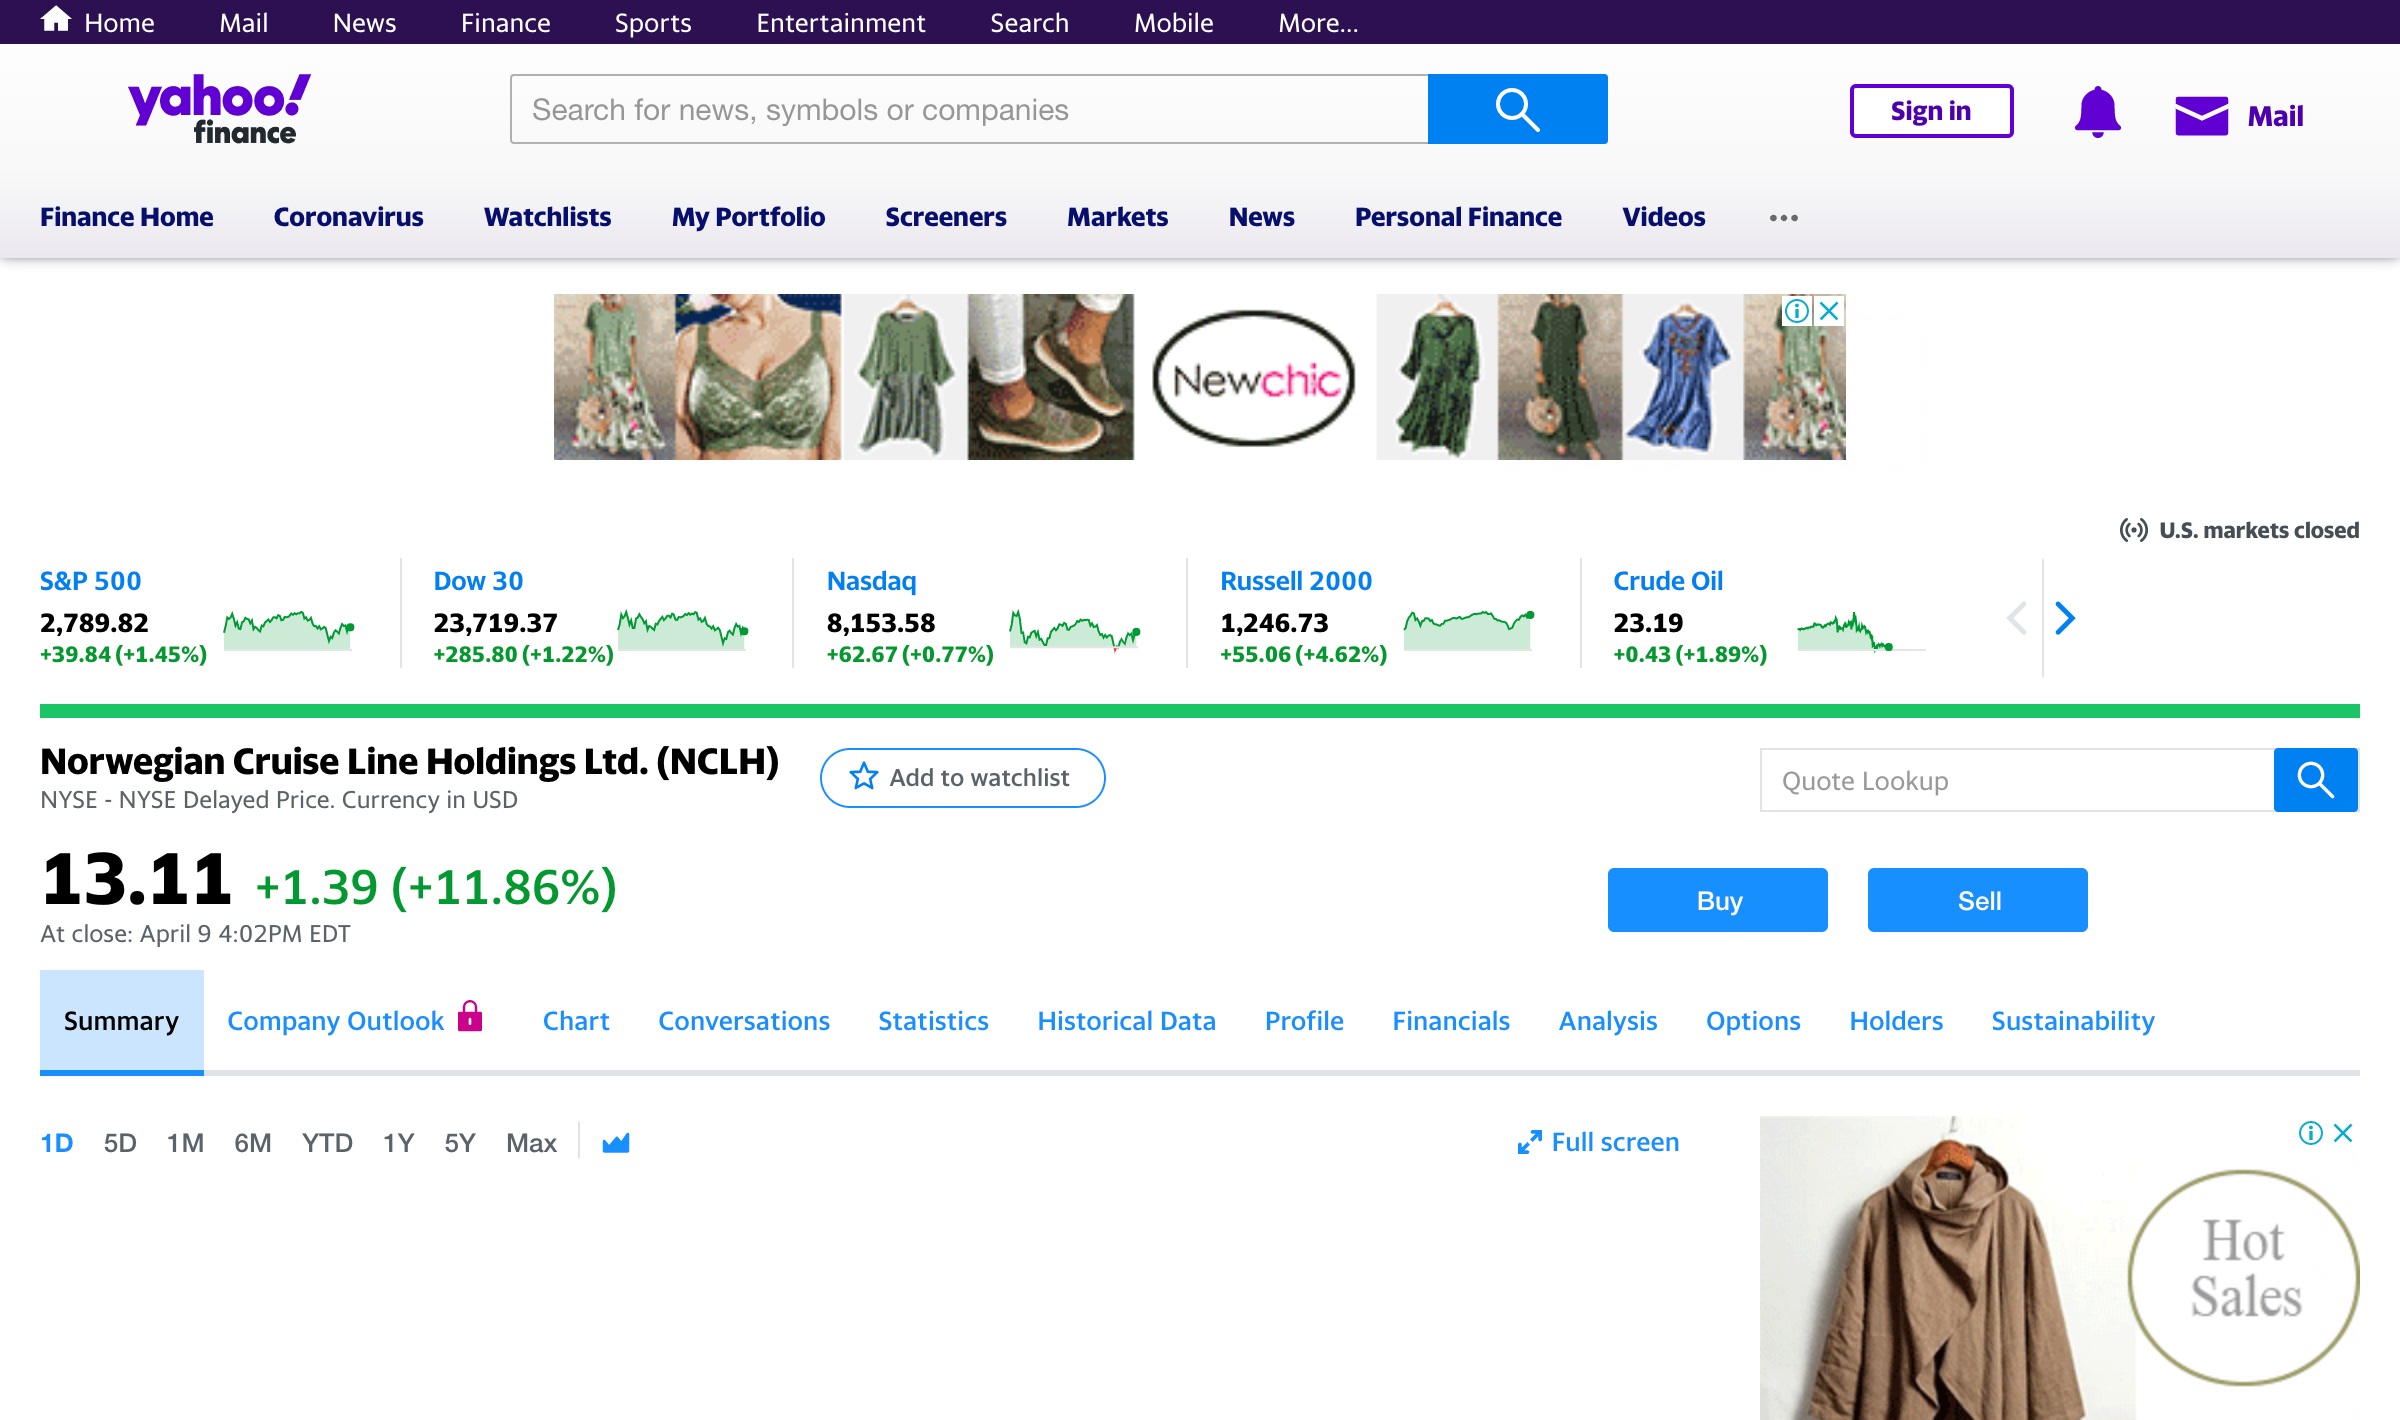 Home Mail News Finance Sports Entertainment Search Mobile More...
yahoo!
finance
Search for news, symbols or companies
Sign in
Mail
Finance Home Coronavirus Watchlists My Portfolio Screeners Markets News Personal Finance Videos ...
Newchic
U.S. markets closed
S&P 500
2,789.82
+39.84 (+1.45%)
Dow 30
23,719.37
+285.80 (+1.22%)
Nasdaq
8,153.58
+62.67 (+0.77%)
Russell 2000
1,246.73
+55.06 (+4.62%)
Crude Oil
23.19
+0.43 (+1.89%)
Norwegian Cruise Line Holdings Ltd. (NCLH)
NYSE - NYSE Delayed Price. Currency in USD
Add to watchlist
Quote Lookup
13.11 +1.39 (+11.86%)
At close: April 9 4:02PM EDT
Buy
Sell
Summary Company Outlook Chart Conversations Statistics Historical Data Profile Financials Analysis Options Holders Sustainability
1D 5D 1M 6M YTD 1Y 5Y Max
Full screen
Hot
Sales